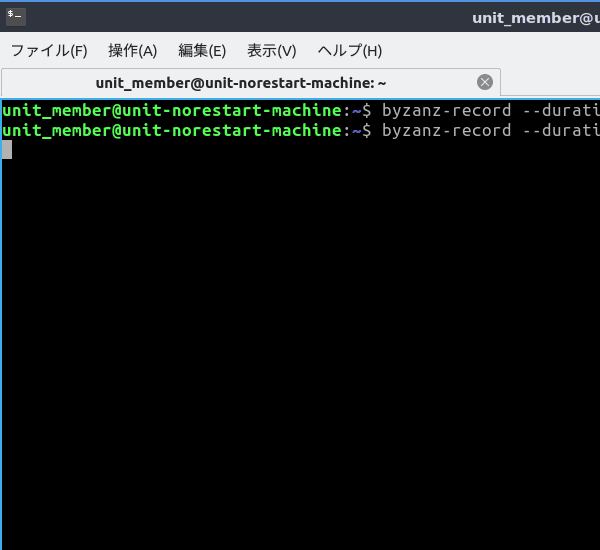 unit_member@u
ファイル(F) 操作(A) 編集(E) 表示(V) ヘルプ(H)
unit_member@unit-norestart-machine: ~
unit_member@unit-norestart-machine:~$ byzanz-record --durati
unit_member@unit-norestart-machine:~$ byzanz-record --durati